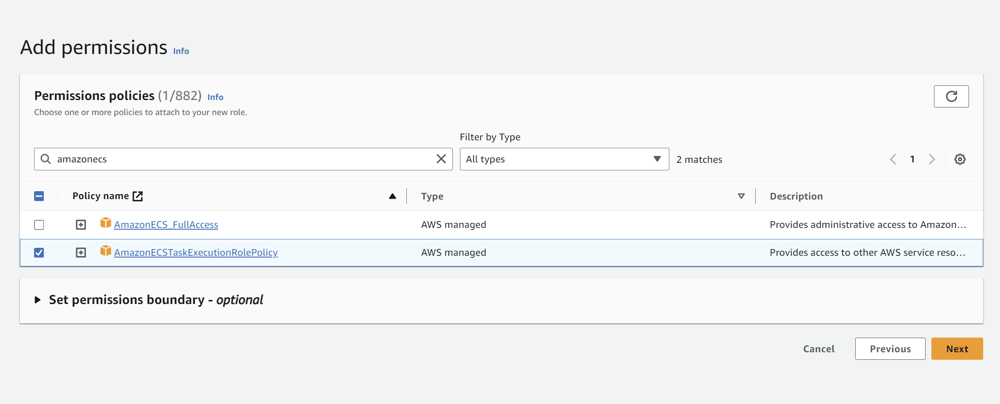 Add permissions Info
Permissions policies (1/882) Info
Choose one or more policies to attach to your new role.
Filter by Type
amazonecs
All types
2 matches
1
Policy name
Type
Description
AmazonECS_FullAccess
AWS managed
Provides administrative access to Amazon...
AmazonECSTaskExecutionRolePolicy
AWS managed
Provides access to other AWS service reso...
Set permissions boundary - optional
Cancel
Previous
Next